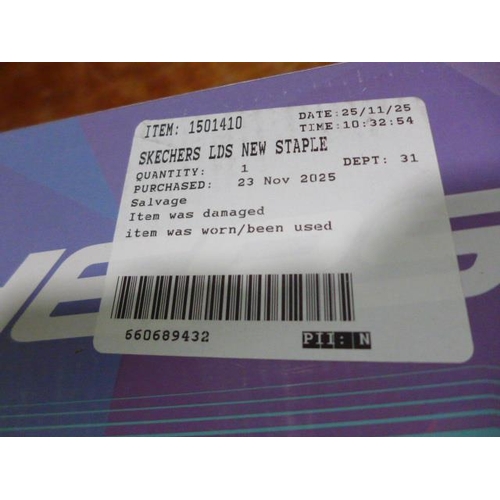 ITEM: 1501410 DATE:25/11/25
TIME:10:32:54
SKECHERS LDS NEW STAPLE
QUANTITY: 1 DEPT: 31
PURCHASED: 23 Nov 2025
Salvage
Item was damaged
item was worn/been used
660689432 PII: N